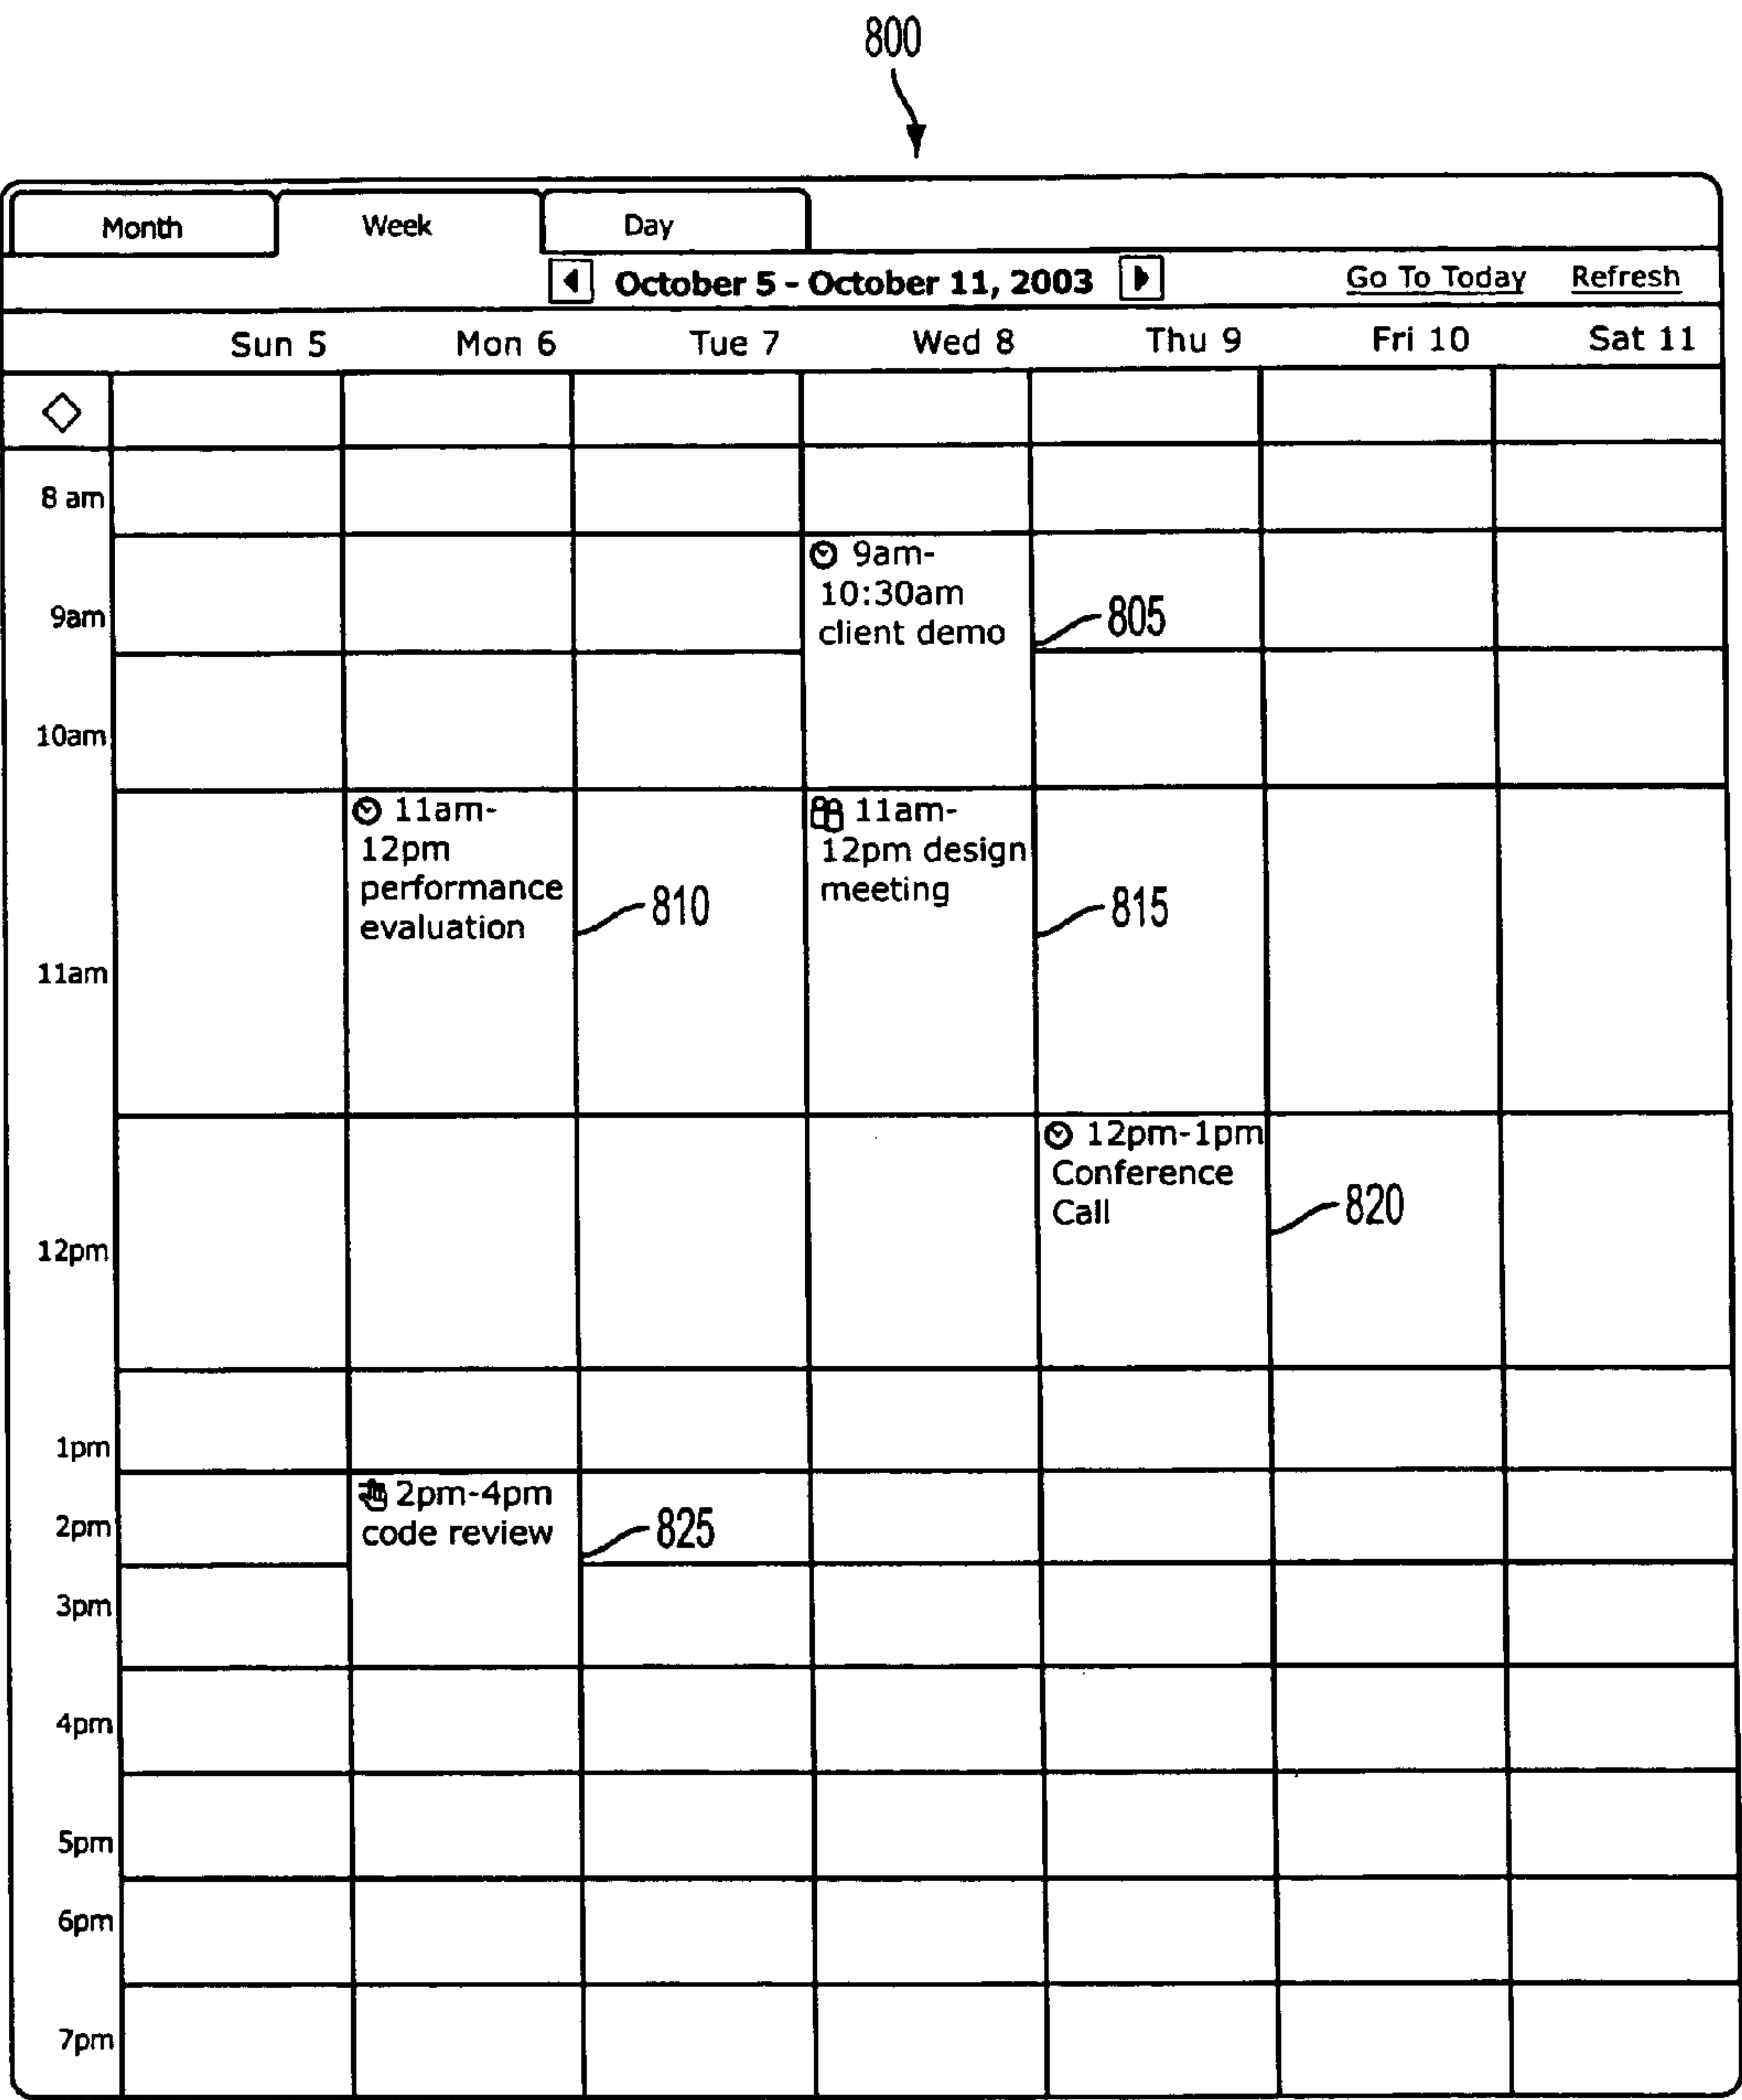 800
Month Week Day
October 5 - October 11, 2003 Go To Today Refresh
Sun 5 Mon 6 Tue 7 Wed 8 Thu 9 Fri 10 Sat 11
8 am
9am-
10:30am
client demo
805
9am
10am
11am-
12pm
performance
evaluation
810
11am-
12pm design
meeting
815
11am
12pm-1pm
Conference
Call
820
12pm
1pm
2pm-4pm
code review
825
2pm
3pm
4pm
5pm
6pm
7pm